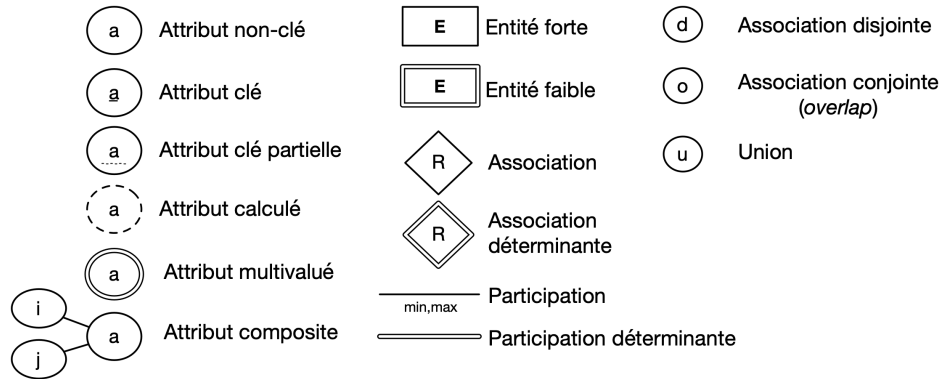 a Attribut non-clé
a Attribut clé
a Attribut clé partielle
a Attribut calculé
a Attribut multivalué
i
j
a Attribut composite
E Entité forte
E Entité faible
R Association
R Association
déterminante
min,max
Participation
Participation déterminante
d Association disjointe
o Association conjointe
(overlap)
u Union